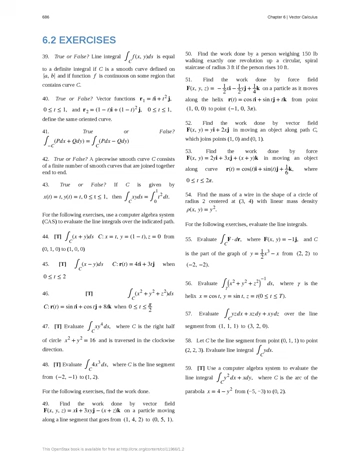 686
Chapter 6 | Vector Calculus
6.2 EXERCISES
39. True or False? Line integral ∫_C f(x, y)ds is equal
to a definite integral if C is a smooth curve defined on
[a, b] and if function f is continuous on some region that
contains curve C.
40. True or False? Vector functions r₁ = ti + t²j,
0 ≤ t ≤ 1, and r₂ = (1 − t)i + (1 − t)²j, 0 ≤ t ≤ 1,
define the same oriented curve.
41. True or False?
∫_−C (Pdx + Qdy) = ∫_C (Pdx − Qdy)
42. True or False? A piecewise smooth curve C consists
of a finite number of smooth curves that are joined together
end to end.
43. True or False? If C is given by
x(t) = t, y(t) = t, 0 ≤ t ≤ 1, then ∫_C xyds = ∫₀¹ t² dt.
For the following exercises, use a computer algebra system
(CAS) to evaluate the line integrals over the indicated path.
44. [T] ∫_C (x + y)ds C: x = t, y = (1 − t), z = 0 from
(0, 1, 0) to (1, 0, 0)
45. [T] ∫_C (x − y)ds C: r(t) = 4ti + 3tj when
0 ≤ t ≤ 2
46. [T] ∫_C (x² + y² + z²)ds
C: r(t) = sin ti + cos tj + 8tk when 0 ≤ t ≤ π/2
47. [T] Evaluate ∫_C xy⁴ ds, where C is the right half
of circle x² + y² = 16 and is traversed in the clockwise
direction.
48. [T] Evaluate ∫_C 4x³ ds, where C is the line segment
from (−2, −1) to (1, 2).
For the following exercises, find the work done.
49. Find the work done by vector field
F(x, y, z) = xi + 3xyj − (x + z)k on a particle moving
along a line segment that goes from (1, 4, 2) to (0, 5, 1).
50. Find the work done by a person weighing 150 lb
walking exactly one revolution up a circular, spiral
staircase of radius 3 ft if the person rises 10 ft.
51. Find the work done by force field
F(x, y, z) = −½xi − ½yj + ¼k on a particle as it moves
along the helix r(t) = cos ti + sin tj + tk from point
(1, 0, 0) to point (−1, 0, 3π).
52. Find the work done by vector field
F(x, y) = yi + 2xj in moving an object along path C,
which joins points (1, 0) and (0, 1).
53. Find the work done by force
F(x, y) = 2yi + 3xj + (x + y)k in moving an object
along curve r(t) = cos(t)i + sin(t)j + ⅙k, where
0 ≤ t ≤ 2π.
54. Find the mass of a wire in the shape of a circle of
radius 2 centered at (3, 4) with linear mass density
ρ(x, y) = y².
For the following exercises, evaluate the line integrals.
55. Evaluate ∫_C F · dr, where F(x, y) = −1j, and C
is the part of the graph of y = ½x³ − x from (2, 2) to
(−2, −2).
56. Evaluate ∫_γ (x² + y² + z²)⁻¹ ds, where γ is the
helix x = cos t, y = sin t, z = t(0 ≤ t ≤ T).
57. Evaluate ∫_C yzdx + xzdy + xydz over the line
segment from (1, 1, 1) to (3, 2, 0).
58. Let C be the line segment from point (0, 1, 1) to point
(2, 2, 3). Evaluate line integral ∫_C yds.
59. [T] Use a computer algebra system to evaluate the
line integral ∫_C y² dx + xdy, where C is the arc of the
parabola x = 4 − y² from (−5, −3) to (0, 2).
This OpenStax book is available for free at http://cnx.org/content/col11966/1.2